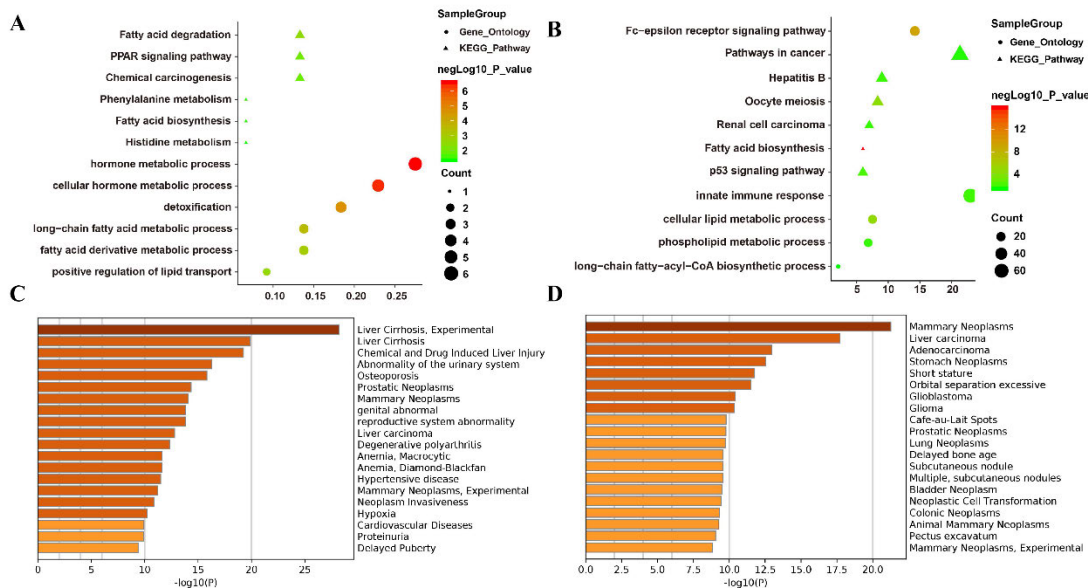 A
Fatty acid degradation
PPAR signaling pathway
Chemical carcinogenesis
Phenylalanine metabolism
Fatty acid biosynthesis
Histidine metabolism
hormone metabolic process
cellular hormone metabolic process
detoxification
long-chain fatty acid metabolic process
fatty acid derivative metabolic process
positive regulation of lipid transport
0.10 0.15 0.20 0.25
SampleGroup
Gene_Ontology
KEGG_Pathway
negLog10_P_value
6
5
4
3
2
Count
1
2
3
4
5
6
B
Fc-epsilon receptor signaling pathway
Pathways in cancer
Hepatitis B
Oocyte meiosis
Renal cell carcinoma
Fatty acid biosynthesis
p53 signaling pathway
innate immune response
cellular lipid metabolic process
phospholipid metabolic process
long-chain fatty-acyl-CoA biosynthetic process
5 10 15 20
SampleGroup
Gene_Ontology
KEGG_Pathway
negLog10_P_value
12
8
4
Count
20
40
60
C
Liver Cirrhosis, Experimental
Liver Cirrhosis
Chemical and Drug Induced Liver Injury
Abnormality of the urinary system
Osteoporosis
Prostatic Neoplasms
Mammary Neoplasms
genital abnormal
reproductive system abnormality
Liver carcinoma
Degenerative polyarthritis
Anemia, Macrocytic
Anemia, Diamond-Blackfan
Hypertensive disease
Mammary Neoplasms, Experimental
Neoplasm Invasiveness
Hypoxia
Cardiovascular Diseases
Proteinuria
Delayed Puberty
0 5 10 15 20 25
-log10(P)
D
Mammary Neoplasms
Liver carcinoma
Adenocarcinoma
Stomach Neoplasms
Short stature
Orbital separation excessive
Glioblastoma
Glioma
Cafe-au-Lait Spots
Prostatic Neoplasms
Lung Neoplasms
Delayed bone age
Subcutaneous nodule
Multiple, subcutaneous nodules
Bladder Neoplasm
Neoplastic Cell Transformation
Colonic Neoplasms
Animal Mammary Neoplasms
Pectus excavatum
Mammary Neoplasms, Experimental
0.0 2.5 5.0 7.5 10.0 12.5 15.0 17.5 20.0
-log10(P)